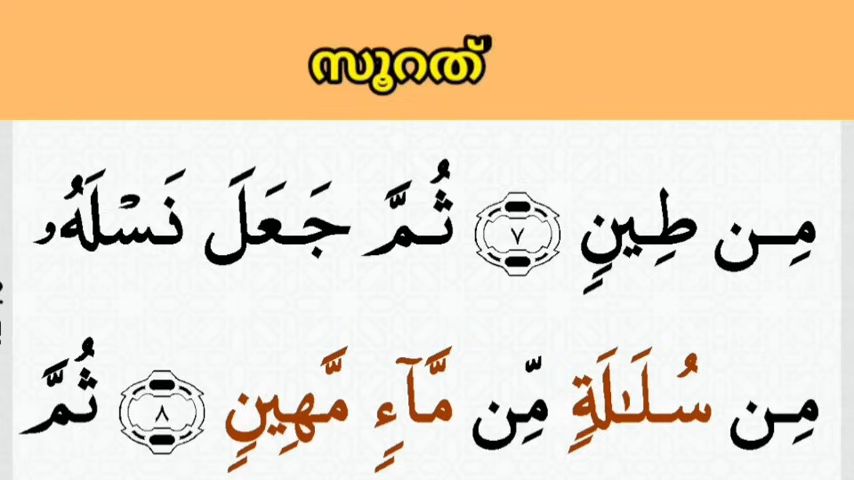 സൂറത്
مِن طِينٍ ٧ ثُمَّ جَعَلَ نَسْلَهُۥ
مِن سُلَـٰلَةٍ مِّن مَّآءٍ مَّهِينٍ ٨ ثُمَّ